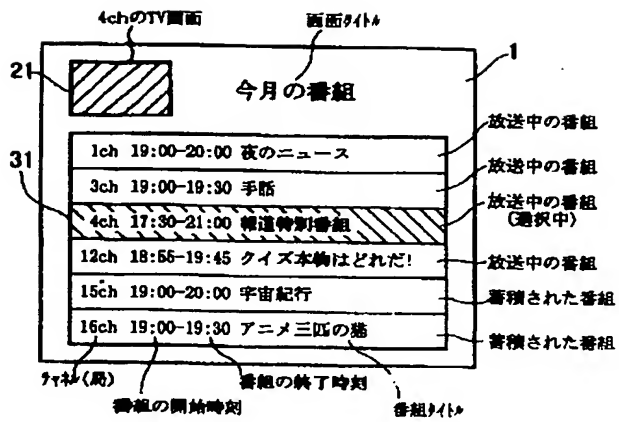 4chのTV画面
画面ﾀｲﾄﾙ
1
21
今月の番組
放送中の番組
1ch 19:00-20:00 夜のニュース
放送中の番組
31
3ch 19:00-19:30 手話
放送中の番組
(選択中)
4ch 17:30-21:00 報道特別番組
12ch 18:55-19:45 クイズ本物はどれだ!
放送中の番組
15ch 19:00-20:00 宇宙紀行
蓄積された番組
16ch 19:00-19:30 アニメ三匹の猫
蓄積された番組
ﾁｬﾈﾙ(局)
番組の終了時刻
番組の開始時刻
番組ﾀｲﾄﾙ